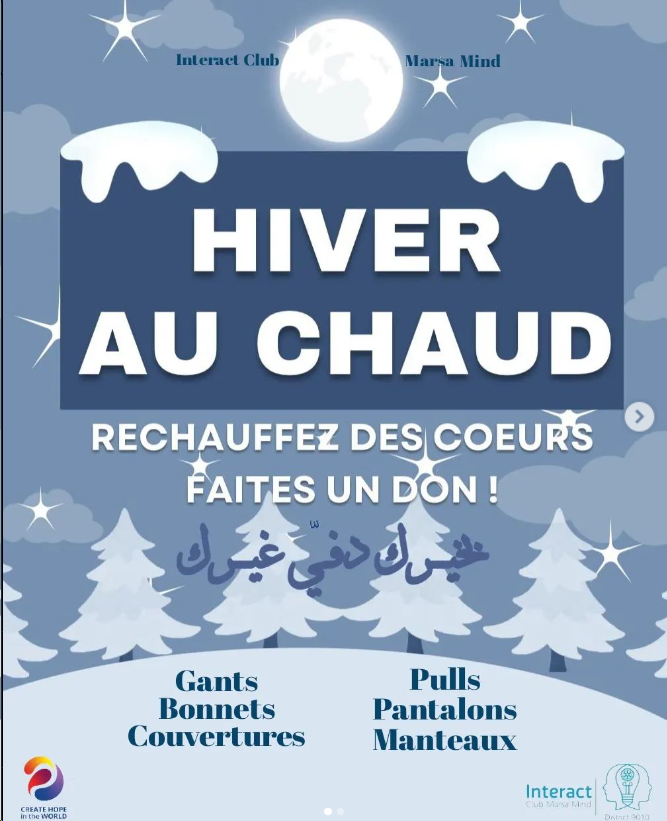 Interact Club Marsa Mind
HIVER
AU CHAUD
RECHAUFFEZ DES COEURS
FAITES UN DON !
بخيرك دفّي غيرك
Gants
Bonnets
Couvertures
Pulls
Pantalons
Manteaux
CREATE HOPE
in the WORLD
Interact
Club Marsa Mind
District 9010